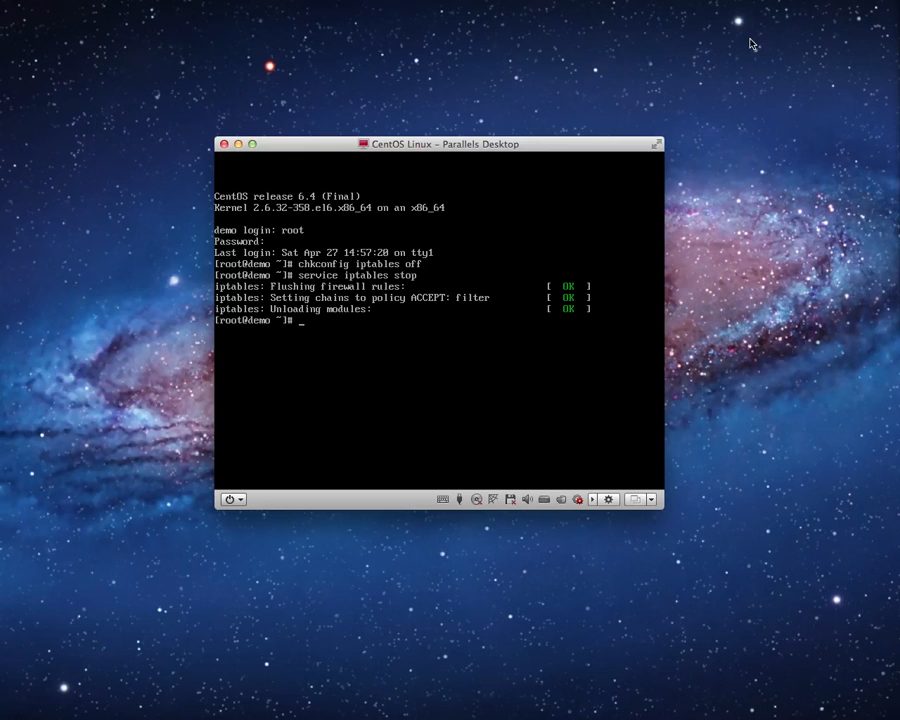 CentOS Linux - Parallels Desktop
CentOS release 6.4 (Final)
Kernel 2.6.32-358.el6.x86_64 on an x86_64
demo login: root
Password:
Last login: Sat Apr 27 14:57:20 on tty1
[root@demo ~]# chkconfig iptables off
[root@demo ~]# service iptables stop
iptables: Flushing firewall rules: [ OK ]
iptables: Setting chains to policy ACCEPT: filter [ OK ]
iptables: Unloading modules: [ OK ]
[root@demo ~]# _